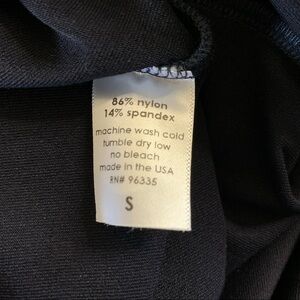 86% nylon
14% spandex
machine wash cold
tumble dry low
no bleach
made in the USA
RN# 96335
S